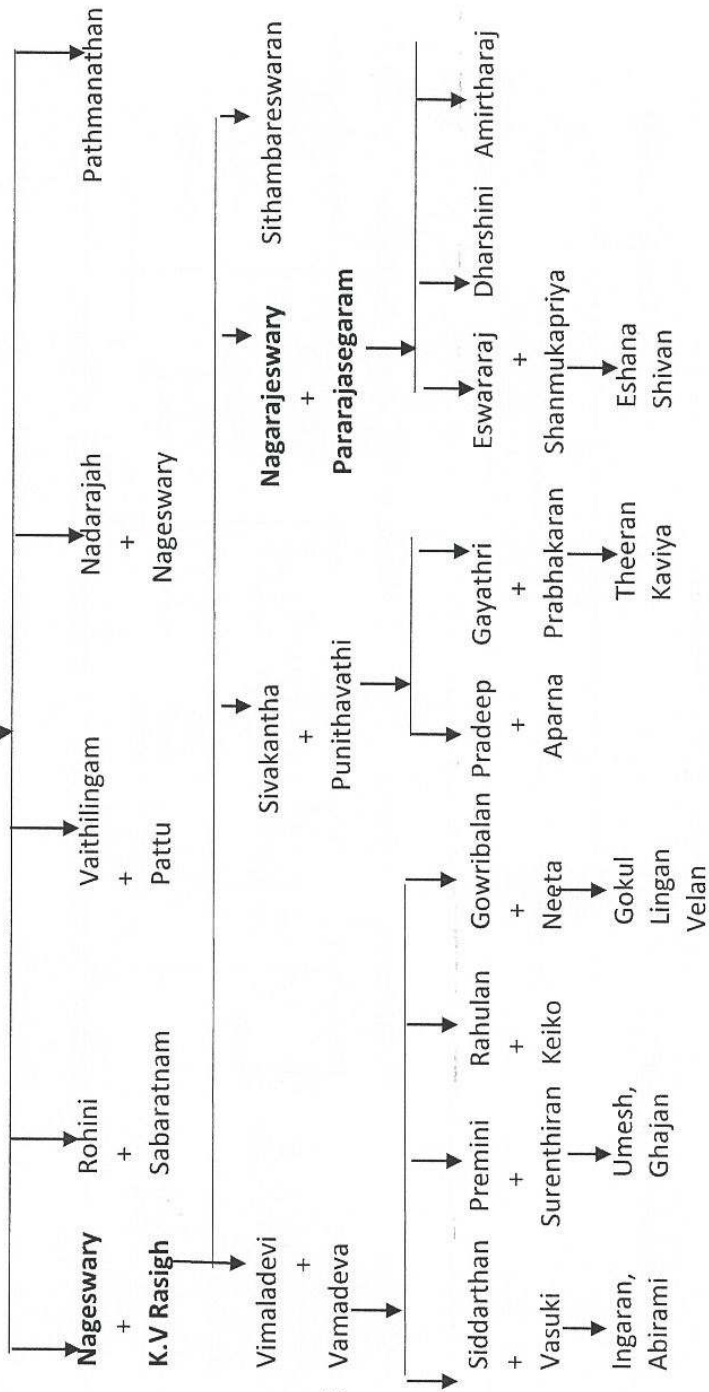 Nageswary Rohini Vaithilingam Nadarajah Pathmanathan
+ + + +
K.V Rasigh Sabaratnam Pattu Nageswary
Vimaladevi Sivakantha Nagarajeswary Sithambareswaran
+ + +
Vamadeva Punithavathi Pararajasegaram
Siddarthan Premini Rahulan Gowribalan Pradeep Gayathri Eswararaj Dharshini Amirtharaj
+ + + + + + +
Vasuki Surenthiran Keiko Neeta Aparna Prabhakaran Shanmukapriya
Ingaran, Umesh, Gokul Theeran Eshana
Abirami Ghajan Lingan Kaviya Shivan
Velan